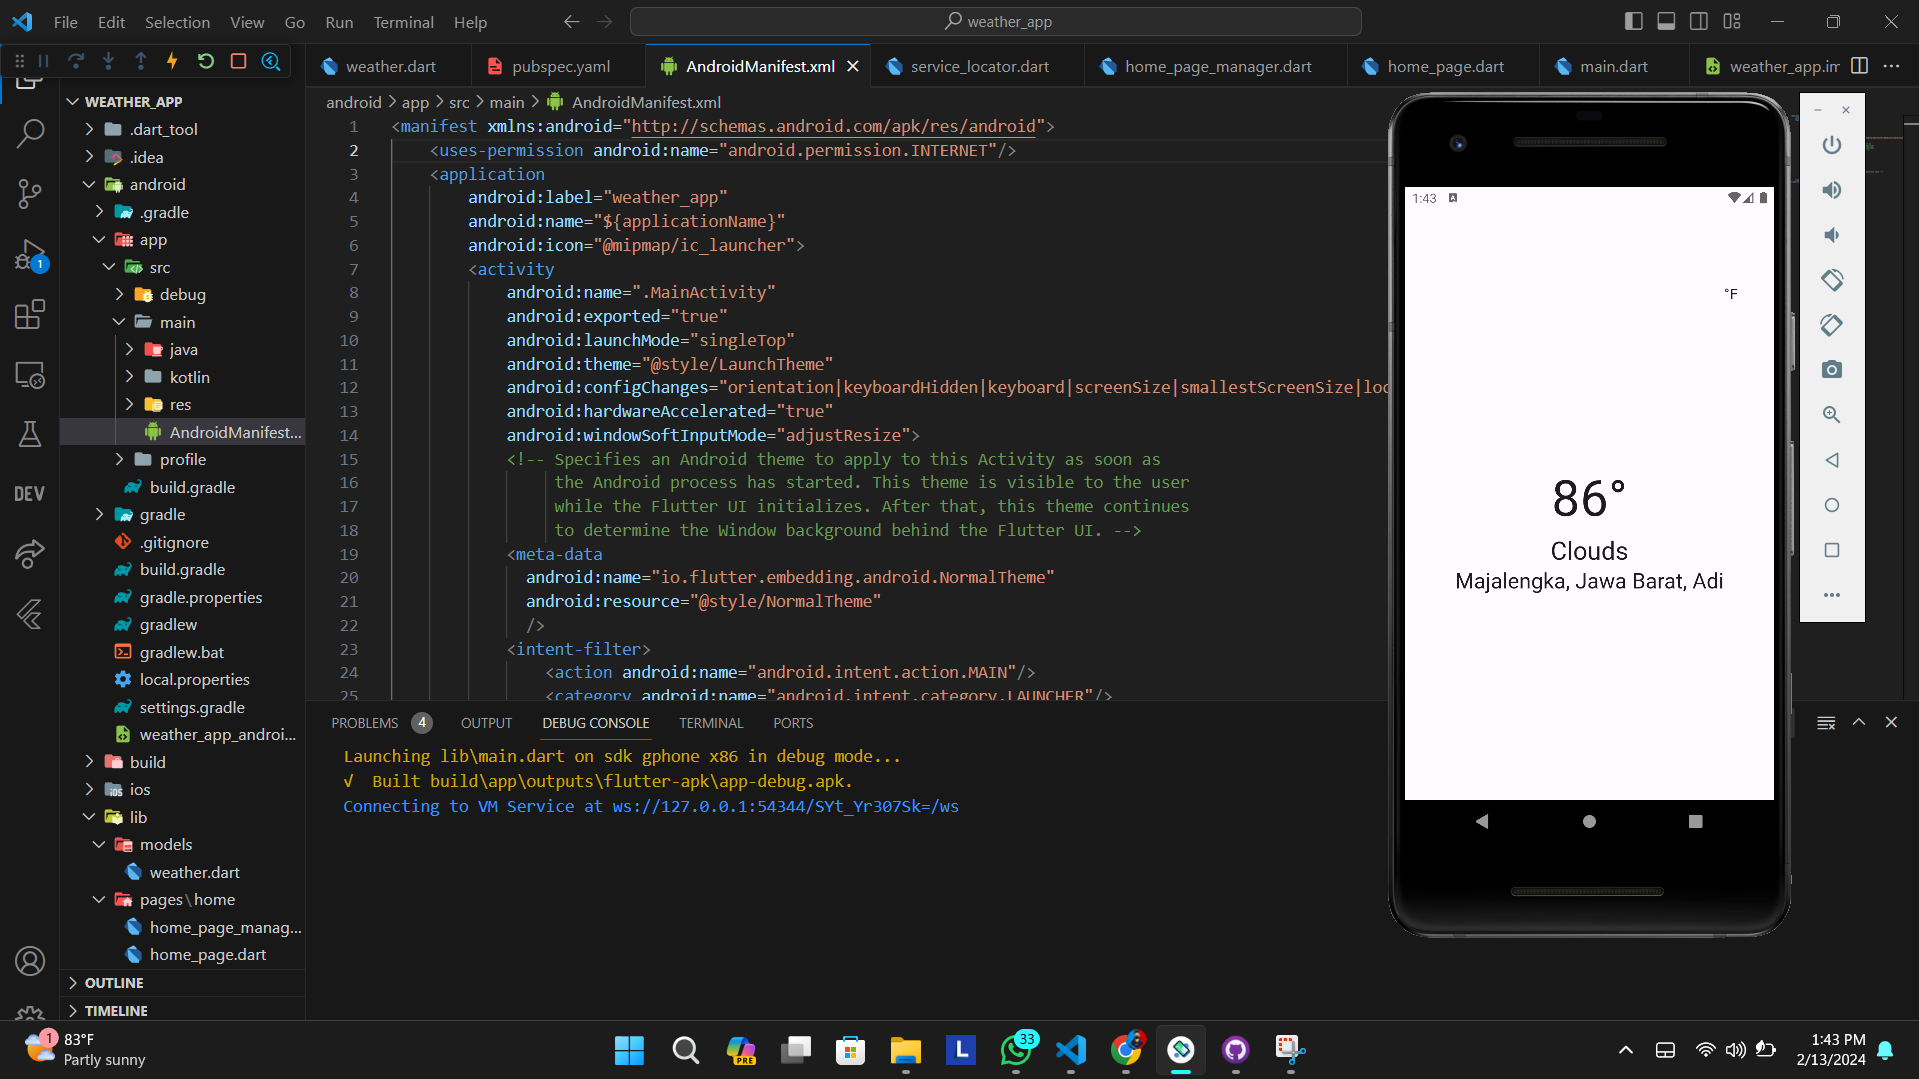 File Edit Selection View Go Run Terminal Help
weather_app
weather.dart
pubspec.yaml
AndroidManifest.xml
service_locator.dart
home_page_manager.dart
home_page.dart
main.dart
weather_app.im
android > app > src > main > AndroidManifest.xml
WEATHER_APP
.dart_tool
.idea
android
.gradle
app
src
debug
main
java
kotlin
res
AndroidManifest...
profile
build.gradle
gradle
.gitignore
build.gradle
gradle.properties
gradlew
gradlew.bat
local.properties
settings.gradle
weather_app_androi...
build
ios
lib
models
weather.dart
pages\home
home_page_manag...
home_page.dart
OUTLINE
TIMELINE
1
DEV
1 <manifest xmlns:android="http://schemas.android.com/apk/res/android">
2 <uses-permission android:name="android.permission.INTERNET"/>
3 <application
4 android:label="weather_app"
5 android:name="${applicationName}"
6 android:icon="@mipmap/ic_launcher">
7 <activity
8 android:name=".MainActivity"
9 android:exported="true"
10 android:launchMode="singleTop"
11 android:theme="@style/LaunchTheme"
12 android:configChanges="orientation|keyboardHidden|keyboard|screenSize|smallestScreenSize|loc
13 android:hardwareAccelerated="true"
14 android:windowSoftInputMode="adjustResize">
15 <!-- Specifies an Android theme to apply to this Activity as soon as
16 the Android process has started. This theme is visible to the user
17 while the Flutter UI initializes. After that, this theme continues
18 to determine the Window background behind the Flutter UI. -->
19 <meta-data
20 android:name="io.flutter.embedding.android.NormalTheme"
21 android:resource="@style/NormalTheme"
22 />
23 <intent-filter>
24 <action android:name="android.intent.action.MAIN"/>
25 <category android:name="android.intent.category.LAUNCHER"/>
PROBLEMS 4 OUTPUT DEBUG CONSOLE TERMINAL PORTS
Launching lib\main.dart on sdk gphone x86 in debug mode...
√ Built build\app\outputs\flutter-apk\app-debug.apk.
Connecting to VM Service at ws://127.0.0.1:54344/SYt_Yr307Sk=/ws
1:43
°F
86°
Clouds
Majalengka, Jawa Barat, Adi
1
83°F
Partly sunny
PRE
L
33
1:43 PM
2/13/2024